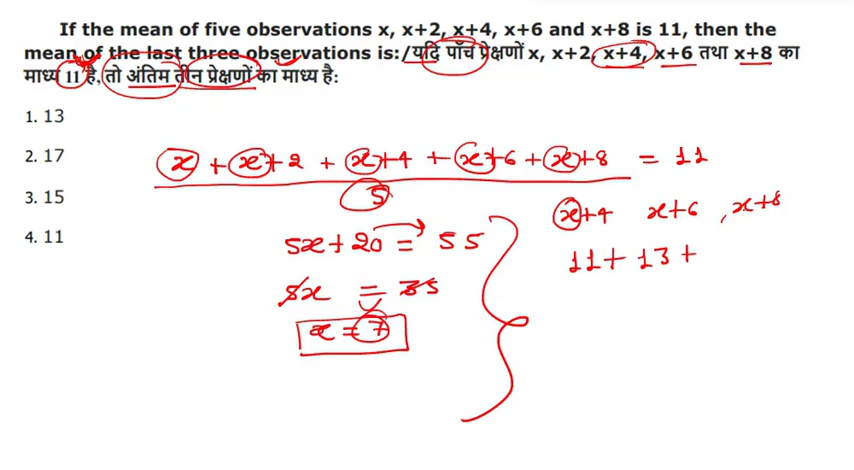 If the mean of five observations x, x+2, x+4, x+6 and x+8 is 11, then the
mean of the last three observations is:/यदि पाँच प्रेक्षणों x, x+2, x+4, x+6 तथा x+8 का
माध्य 11 है, तो अंतिम तीन प्रेक्षणों का माध्य है:
1. 13
2. 17
3. 15
4. 11
x + x+2 + x+4 + x+6 + x+8 = 11
5
x+4 x+6 , x+8
5x+20 = 55
11+ 13 +
5x = 35
x = 7